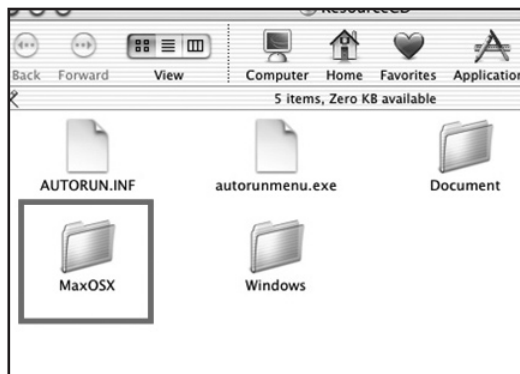 ResourceCD
Back Forward View Computer Home Favorites Application
5 items, Zero KB available
AUTORUN.INF autorunmenu.exe Document
MaxOSX Windows